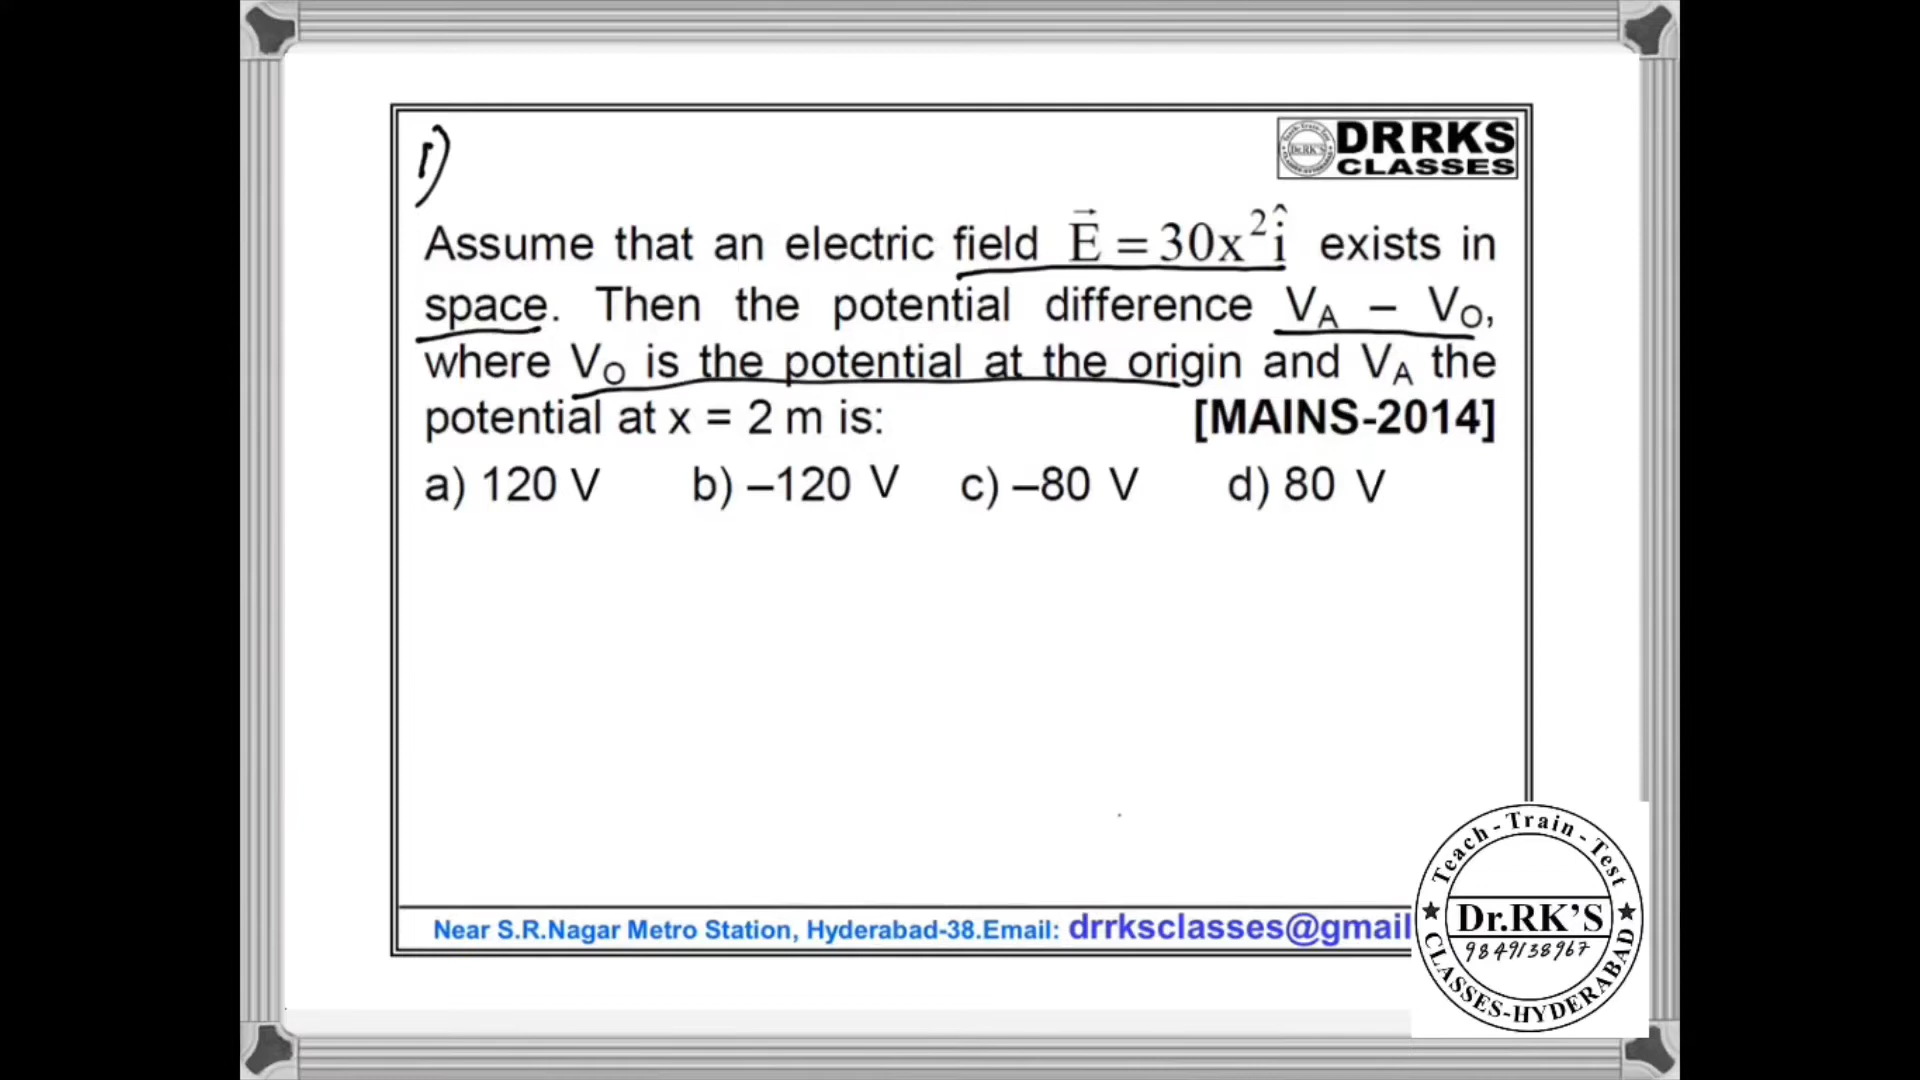 1)
DRRKS
CLASSES
Assume that an electric field E⃗ = 30x²î exists in
space. Then the potential difference V_A – V_O,
where V_O is the potential at the origin and V_A the
potential at x = 2 m is: [MAINS-2014]
a) 120 V b) –120 V c) –80 V d) 80 V
Near S.R.Nagar Metro Station, Hyderabad-38.Email: drrksclasses@gmail
Teach-Train-Test
Dr.RK'S
9849138967
CLASSES-HYDERABAD